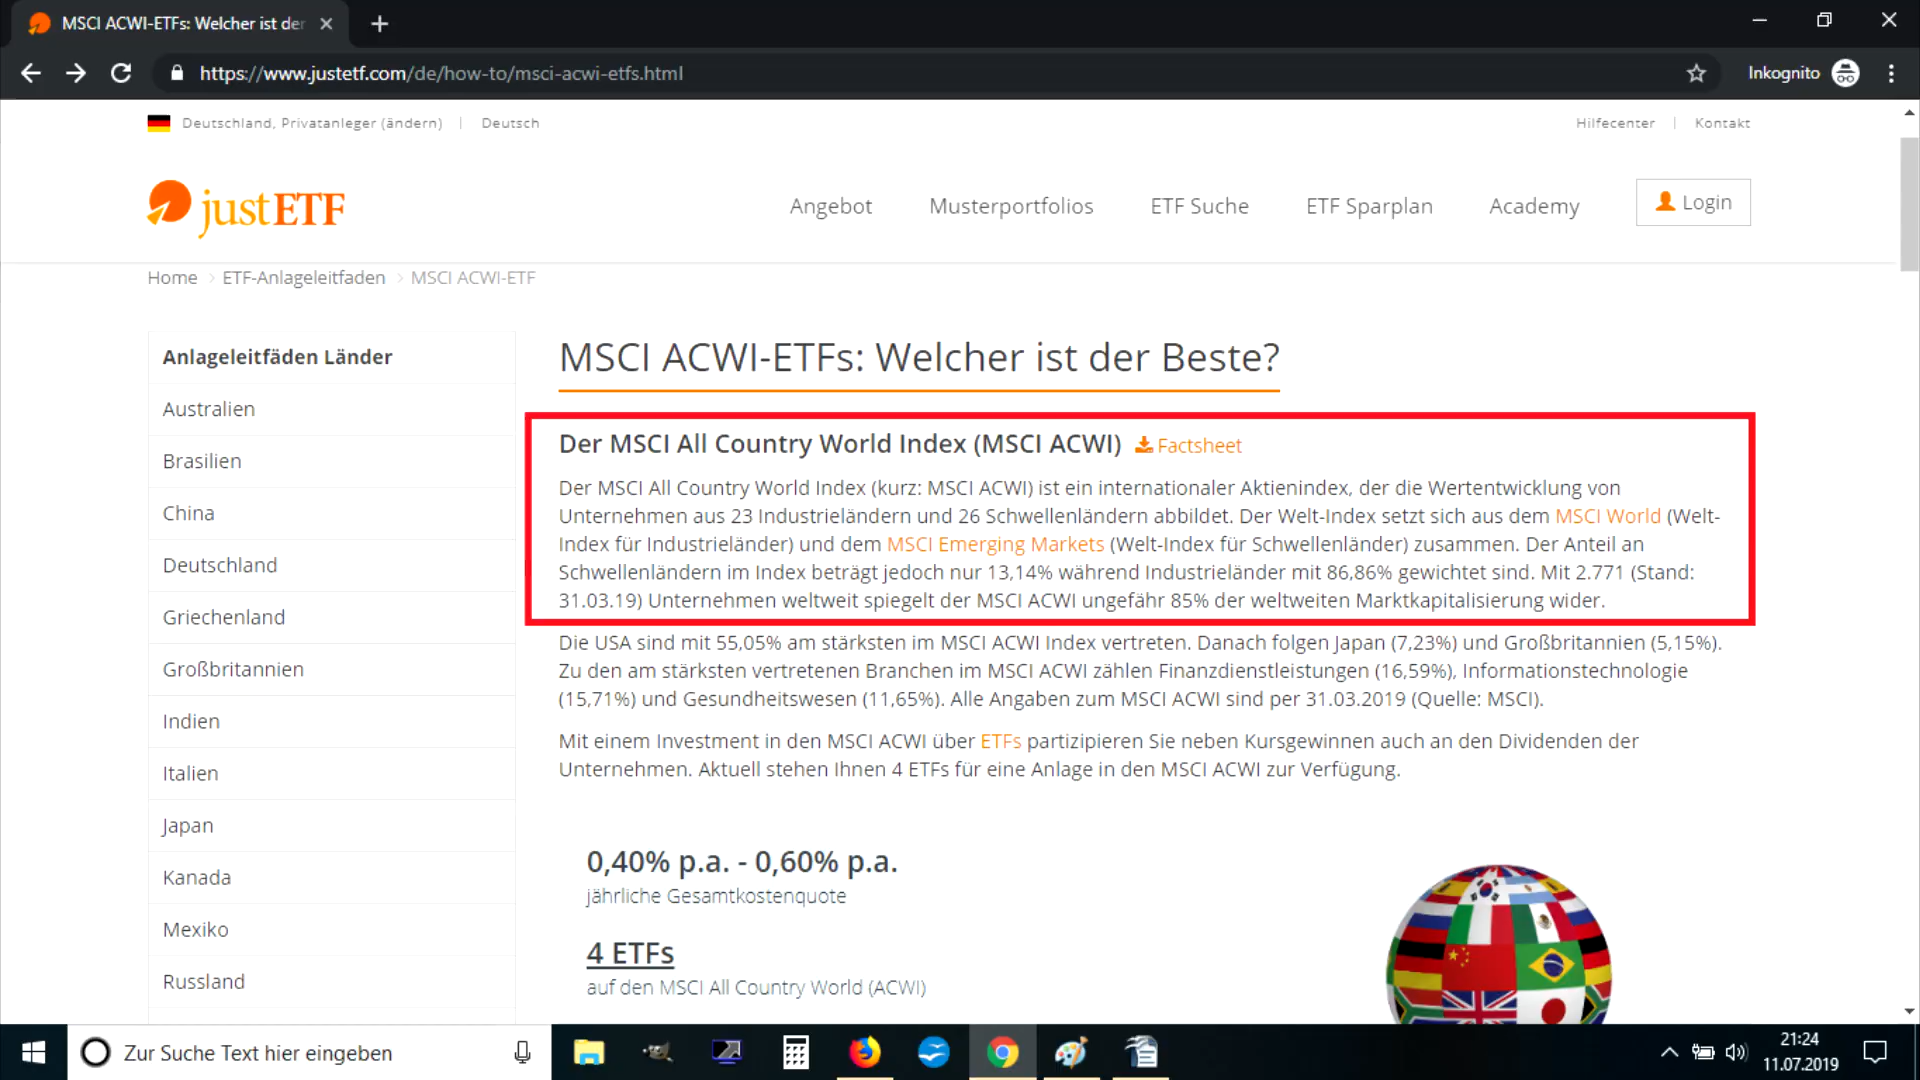 MSCI ACWI-ETFs: Welcher ist der
https://www.justetf.com/de/how-to/msci-acwi-etfs.html
Inkognito
Deutschland, Privatanleger (ändern) | Deutsch
Hilfecenter | Kontakt
justETF
Angebot
Musterportfolios
ETF Suche
ETF Sparplan
Academy
Login
Home > ETF-Anlageleitfaden > MSCI ACWI-ETF
Anlageleitfäden Länder
Australien
Brasilien
China
Deutschland
Griechenland
Großbritannien
Indien
Italien
Japan
Kanada
Mexiko
Russland
MSCI ACWI-ETFs: Welcher ist der Beste?
Der MSCI All Country World Index (MSCI ACWI) Factsheet
Der MSCI All Country World Index (kurz: MSCI ACWI) ist ein internationaler Aktienindex, der die Wertentwicklung von
Unternehmen aus 23 Industrieländern und 26 Schwellenländern abbildet. Der Welt-Index setzt sich aus dem MSCI World (Welt-
Index für Industrieländer) und dem MSCI Emerging Markets (Welt-Index für Schwellenländer) zusammen. Der Anteil an
Schwellenländern im Index beträgt jedoch nur 13,14% während Industrieländer mit 86,86% gewichtet sind. Mit 2.771 (Stand:
31.03.19) Unternehmen weltweit spiegelt der MSCI ACWI ungefähr 85% der weltweiten Marktkapitalisierung wider.
Die USA sind mit 55,05% am stärksten im MSCI ACWI Index vertreten. Danach folgen Japan (7,23%) und Großbritannien (5,15%).
Zu den am stärksten vertretenen Branchen im MSCI ACWI zählen Finanzdienstleistungen (16,59%), Informationstechnologie
(15,71%) und Gesundheitswesen (11,65%). Alle Angaben zum MSCI ACWI sind per 31.03.2019 (Quelle: MSCI).
Mit einem Investment in den MSCI ACWI über ETFs partizipieren Sie neben Kursgewinnen auch an den Dividenden der
Unternehmen. Aktuell stehen Ihnen 4 ETFs für eine Anlage in den MSCI ACWI zur Verfügung.
0,40% p.a. - 0,60% p.a.
jährliche Gesamtkostenquote
4 ETFs
auf den MSCI All Country World (ACWI)
Zur Suche Text hier eingeben
21:24
11.07.2019